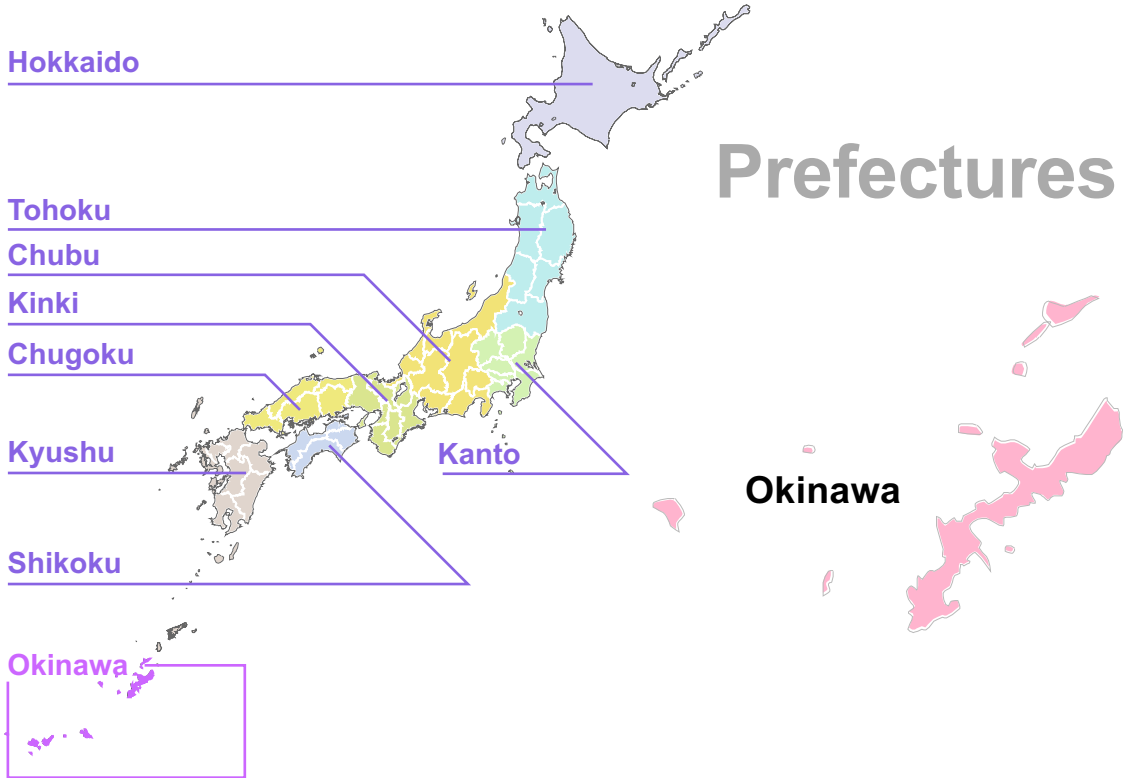 Hokkaido
Prefectures
Tohoku
Chubu
Kinki
Chugoku
Kyushu
Kanto
Okinawa
Shikoku
Okinawa